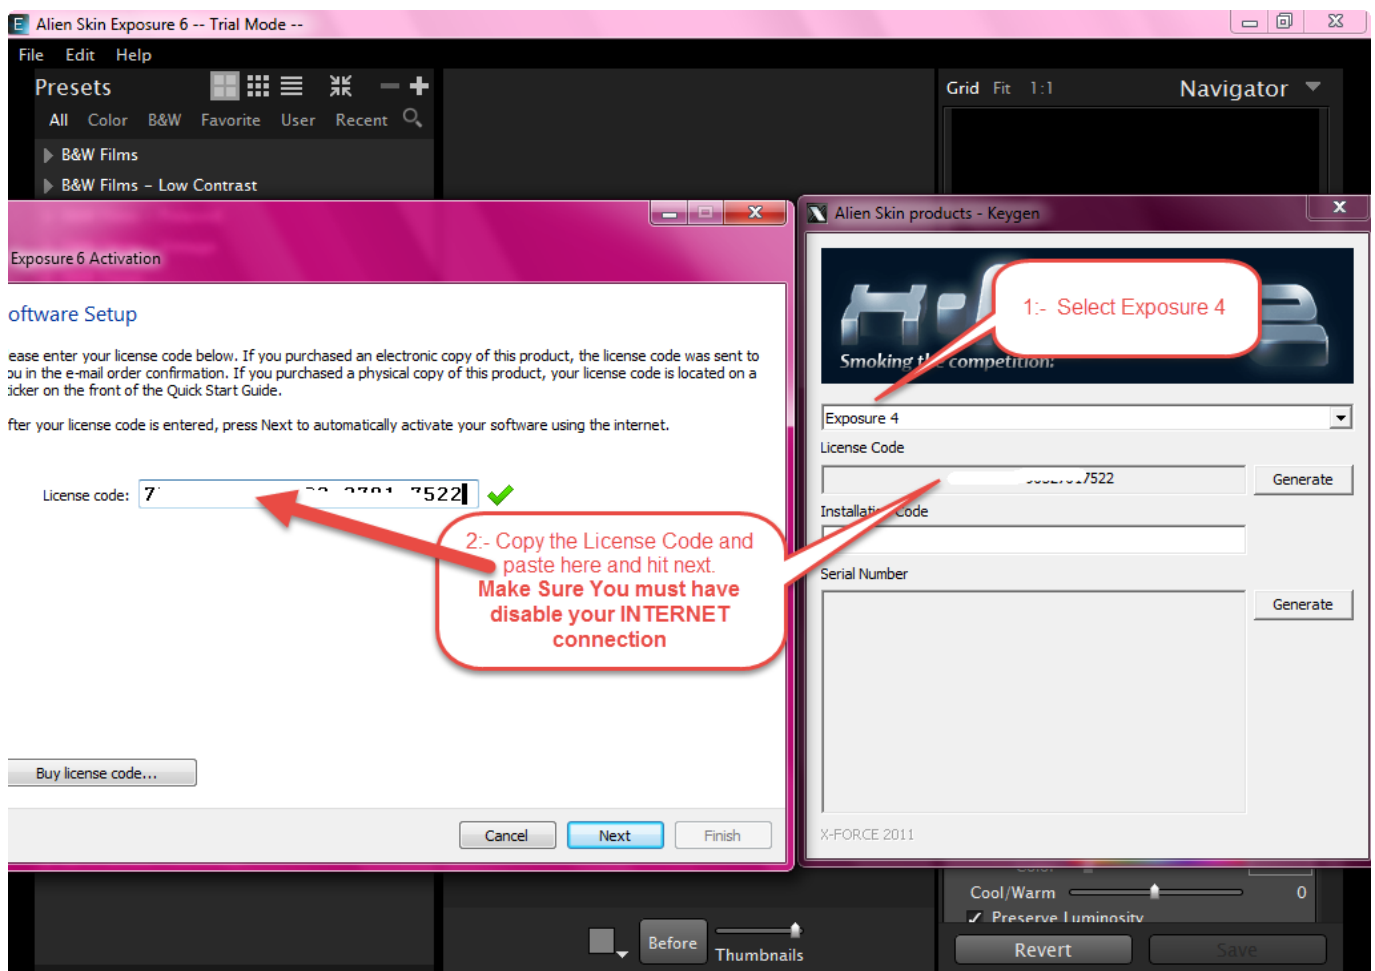 Alien Skin Exposure 6 -- Trial Mode --
File Edit Help
Presets
All Color B&W Favorite User Recent
B&W Films
B&W Films - Low Contrast
Grid Fit 1:1 Navigator
Exposure 6 Activation
oftware Setup
ease enter your license code below. If you purchased an electronic copy of this product, the license code was sent to
ou in the e-mail order confirmation. If you purchased a physical copy of this product, your license code is located on a
icker on the front of the Quick Start Guide.
fter your license code is entered, press Next to automatically activate your software using the internet.
License code: 7 7522
2:- Copy the License Code and
paste here and hit next.
Make Sure You must have
disable your INTERNET
connection
Buy license code...
Cancel Next Finish
Alien Skin products - Keygen
1:- Select Exposure 4
Smoking the competition:
Exposure 4
License Code
7522 Generate
Installation Code
Serial Number
Generate
X-FORCE 2011
Color
Cool/Warm 0
Preserve Luminosity
Before Thumbnails
Revert Save